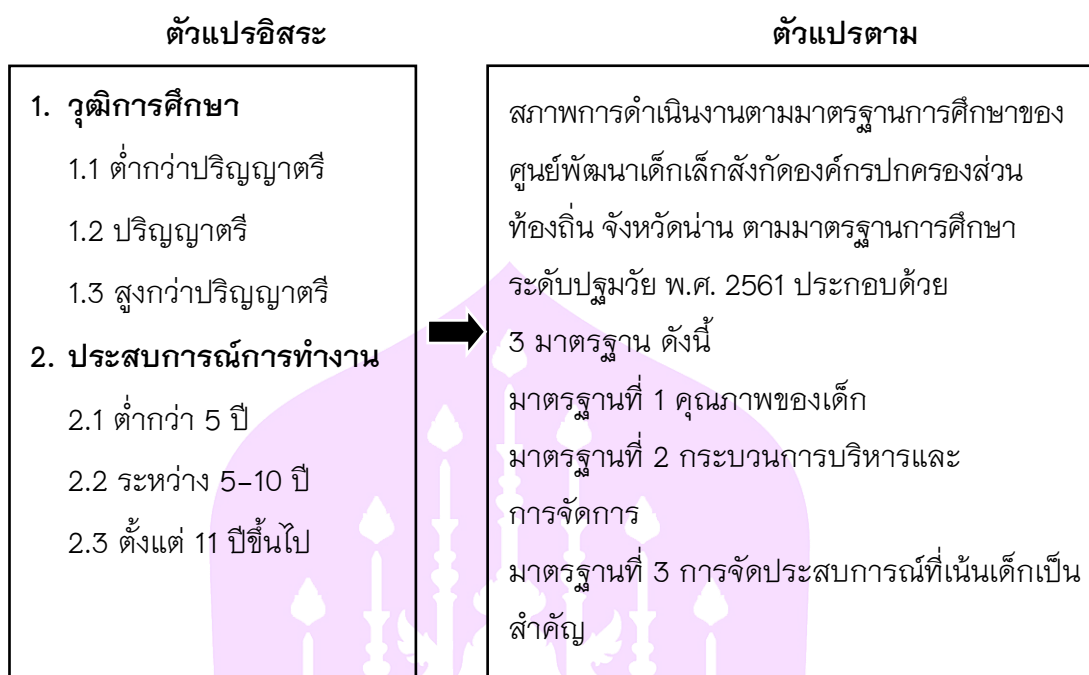 ตัวแปรอิสระ
ตัวแปรตาม
1. วุฒิการศึกษา
1.1 ต่ำกว่าปริญญาตรี
1.2 ปริญญาตรี
1.3 สูงกว่าปริญญาตรี
2. ประสบการณ์การทำงาน
2.1 ต่ำกว่า 5 ปี
2.2 ระหว่าง 5-10 ปี
2.3 ตั้งแต่ 11 ปีขึ้นไป
สภาพการดำเนินงานตามมาตรฐานการศึกษาของ
ศูนย์พัฒนาเด็กเล็กสังกัดองค์กรปกครองส่วน
ท้องถิ่น จังหวัดน่าน ตามมาตรฐานการศึกษา
ระดับปฐมวัย พ.ศ. 2561 ประกอบด้วย
3 มาตรฐาน ดังนี้
มาตรฐานที่ 1 คุณภาพของเด็ก
มาตรฐานที่ 2 กระบวนการบริหารและ
การจัดการ
มาตรฐานที่ 3 การจัดประสบการณ์ที่เน้นเด็กเป็น
สำคัญ